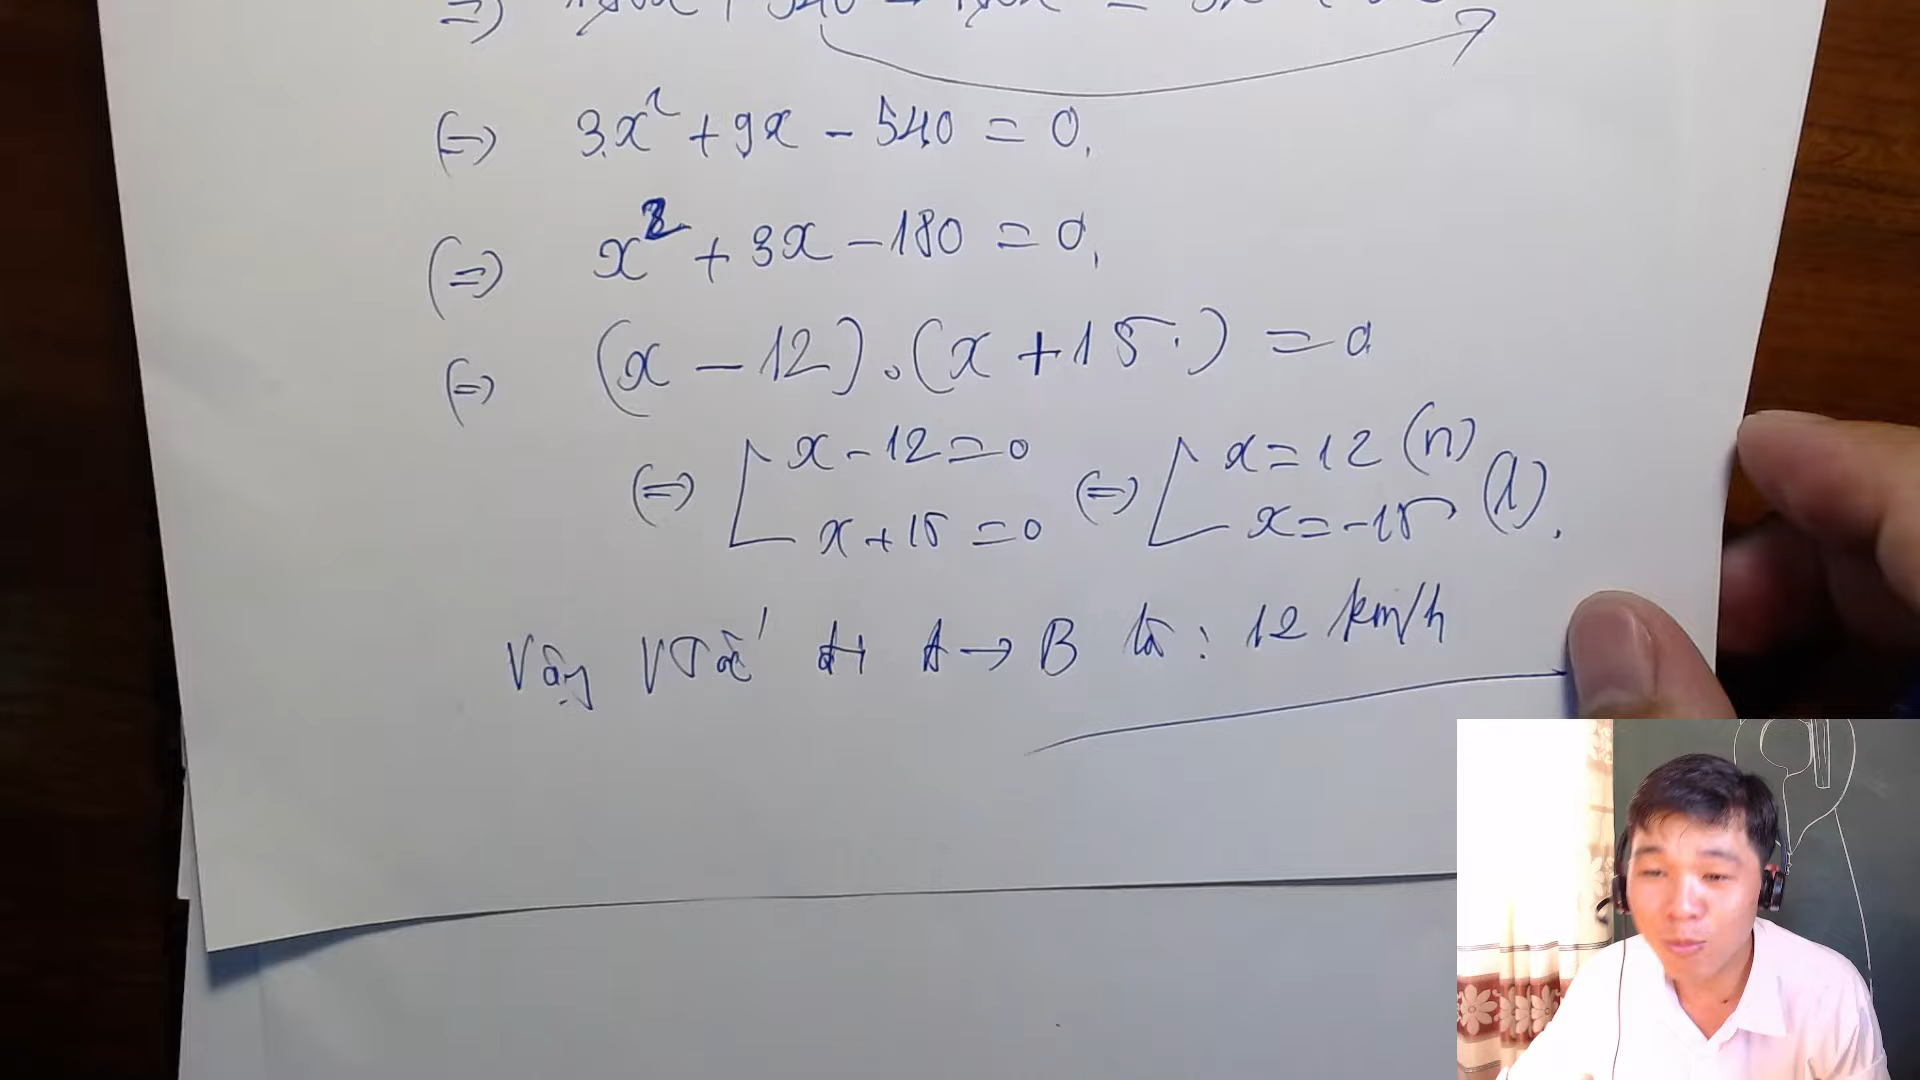 ⇔ 3x² + 9x - 540 = 0.
⇔ x² + 3x - 180 = 0.
⇔ (x - 12).(x + 15.) = 0
⇔ [ x - 12 = 0 ⇔ [ x = 12 (n)
x + 15 = 0 x = -15 (l).
Vậy đi A → B là : 12 km/h